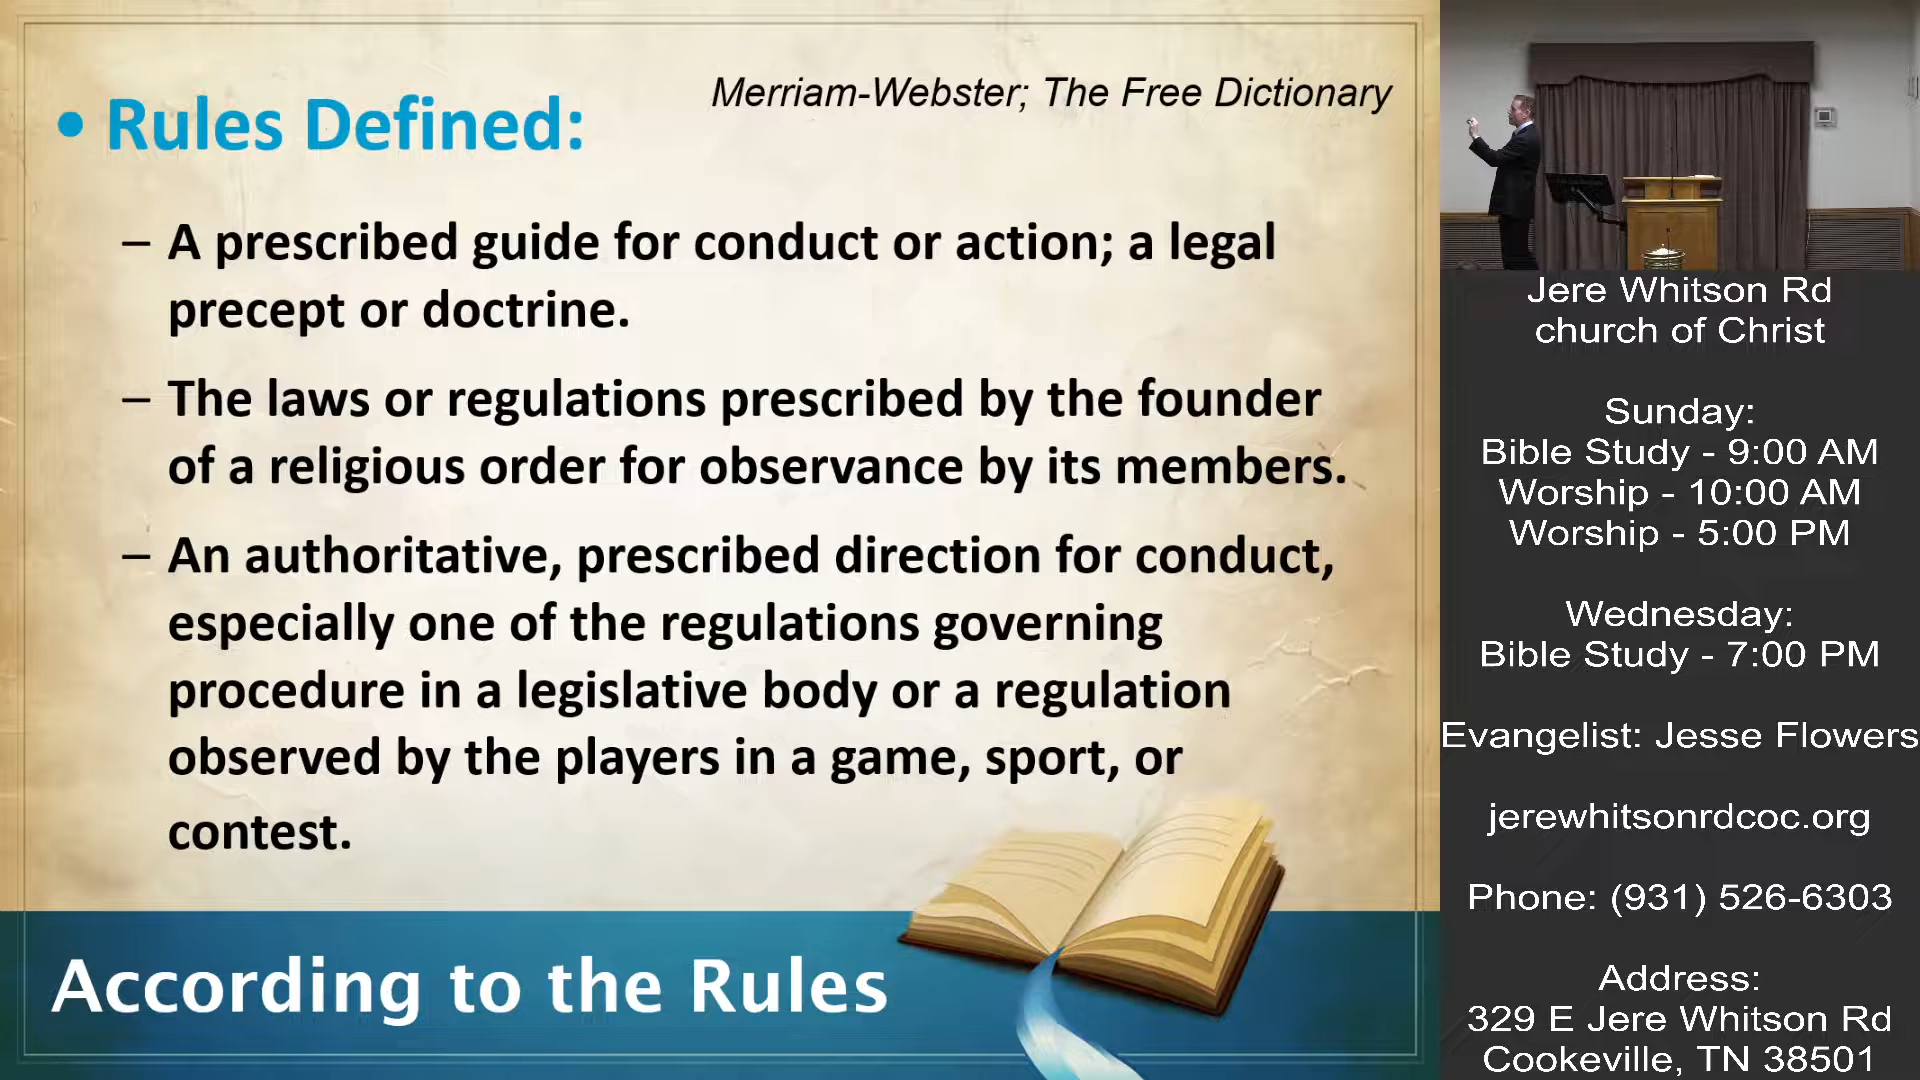 Merriam-Webster; The Free Dictionary
• Rules Defined:
– A prescribed guide for conduct or action; a legal
precept or doctrine.
– The laws or regulations prescribed by the founder
of a religious order for observance by its members.
– An authoritative, prescribed direction for conduct,
especially one of the regulations governing
procedure in a legislative body or a regulation
observed by the players in a game, sport, or
contest.
According to the Rules
Jere Whitson Rd
church of Christ
Sunday:
Bible Study - 9:00 AM
Worship - 10:00 AM
Worship - 5:00 PM
Wednesday:
Bible Study - 7:00 PM
Evangelist: Jesse Flowers
jerewhitsonrdcoc.org
Phone: (931) 526-6303
Address:
329 E Jere Whitson Rd
Cookeville, TN 38501